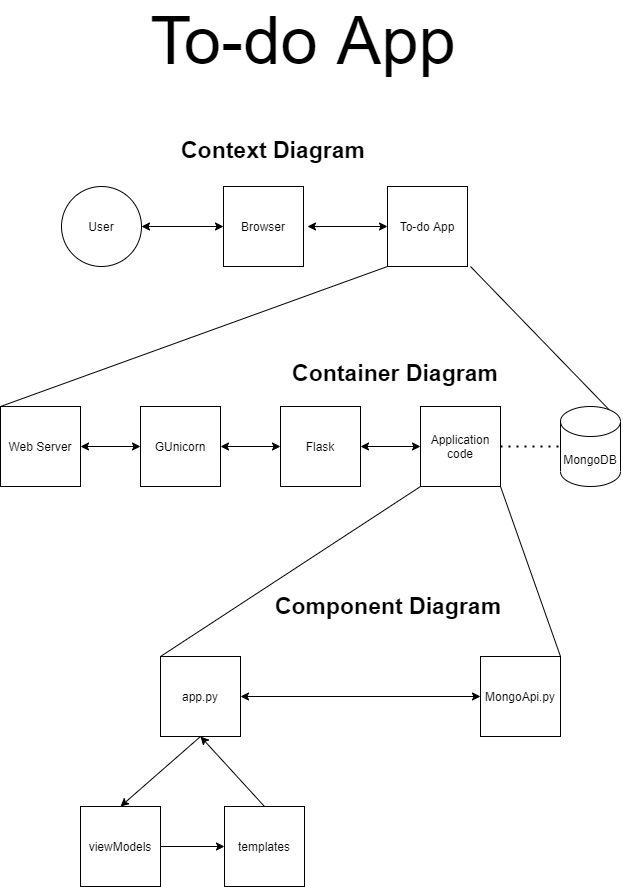 To-do App
Context Diagram
User
Browser
To-do App
Container Diagram
Web Server
GUnicorn
Flask
Application
code
MongoDB
Component Diagram
app.py
MongoApi.py
viewModels
templates